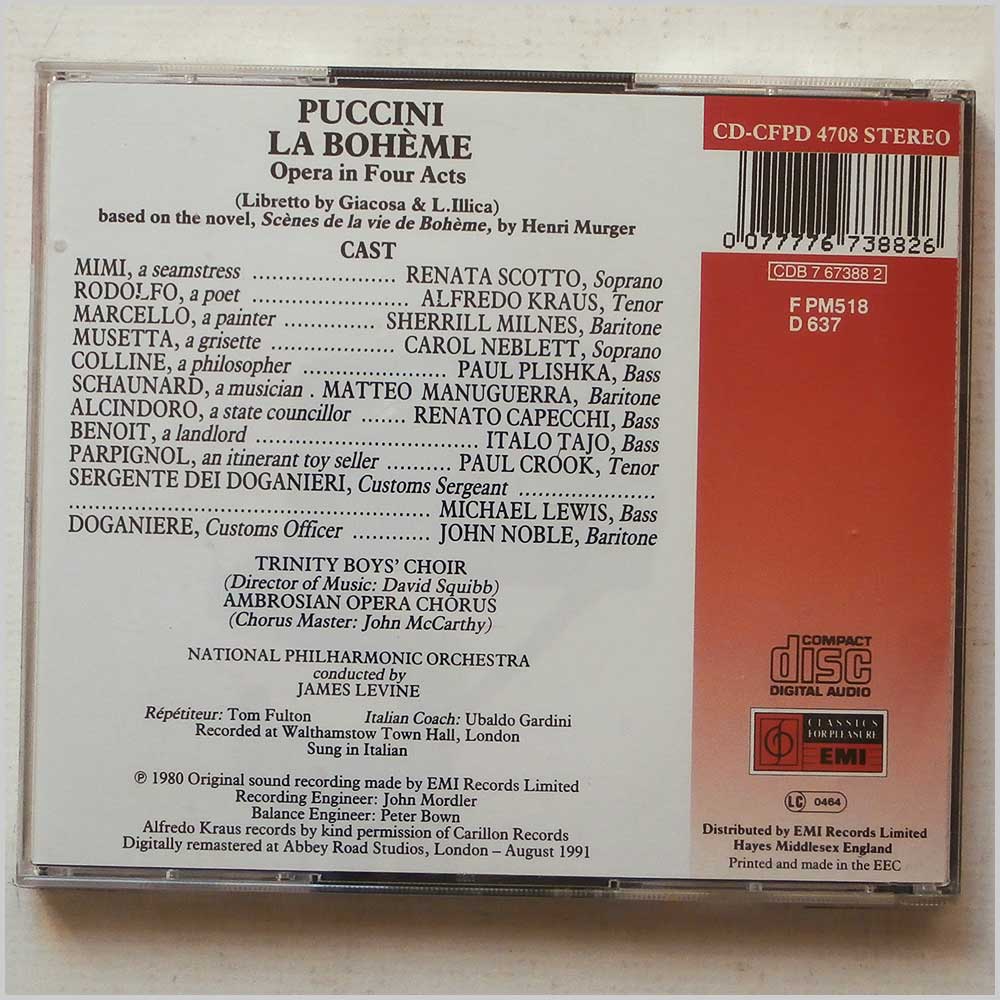 PUCCINI
LA BOHÈME
Opera in Four Acts
(Libretto by Giacosa & L.Illica)
based on the novel, Scènes de la vie de Bohème, by Henri Murger
CAST
MIMI, a seamstress .................. RENATA SCOTTO, Soprano
RODOLFO, a poet .................... ALFREDO KRAUS, Tenor
MARCELLO, a painter ............ SHERRILL MILNES, Baritone
MUSETTA, a grisette ................ CAROL NEBLETT, Soprano
COLLINE, a philosopher ...................... PAUL PLISHKA, Bass
SCHAUNARD, a musician . MATTEO MANUGUERRA, Baritone
ALCINDORO, a state councillor ....... RENATO CAPECCHI, Bass
BENOIT, a landlord ................................ ITALO TAJO, Bass
PARPIGNOL, an itinerant toy seller .......... PAUL CROOK, Tenor
SERGENTE DEI DOGANIERI, Customs Sergeant ....................
..................................................... MICHAEL LEWIS, Bass
DOGANIERE, Customs Officer ............ JOHN NOBLE, Baritone
TRINITY BOYS' CHOIR
(Director of Music: David Squibb)
AMBROSIAN OPERA CHORUS
(Chorus Master: John McCarthy)
NATIONAL PHILHARMONIC ORCHESTRA
conducted by
JAMES LEVINE
Répétiteur: Tom Fulton Italian Coach: Ubaldo Gardini
Recorded at Walthamstow Town Hall, London
Sung in Italian
℗ 1980 Original sound recording made by EMI Records Limited
Recording Engineer: John Mordler
Balance Engineer: Peter Bown
Alfredo Kraus records by kind permission of Carillon Records
Digitally remastered at Abbey Road Studios, London – August 1991
CD-CFPD 4708 STEREO
0 077776 738826
CDB 7 67388 2
F PM518
D 637
COMPACT
disc
DIGITAL AUDIO
CLASSICS
FOR PLEASURE
EMI
LC 0464
Distributed by EMI Records Limited
Hayes Middlesex England
Printed and made in the EEC